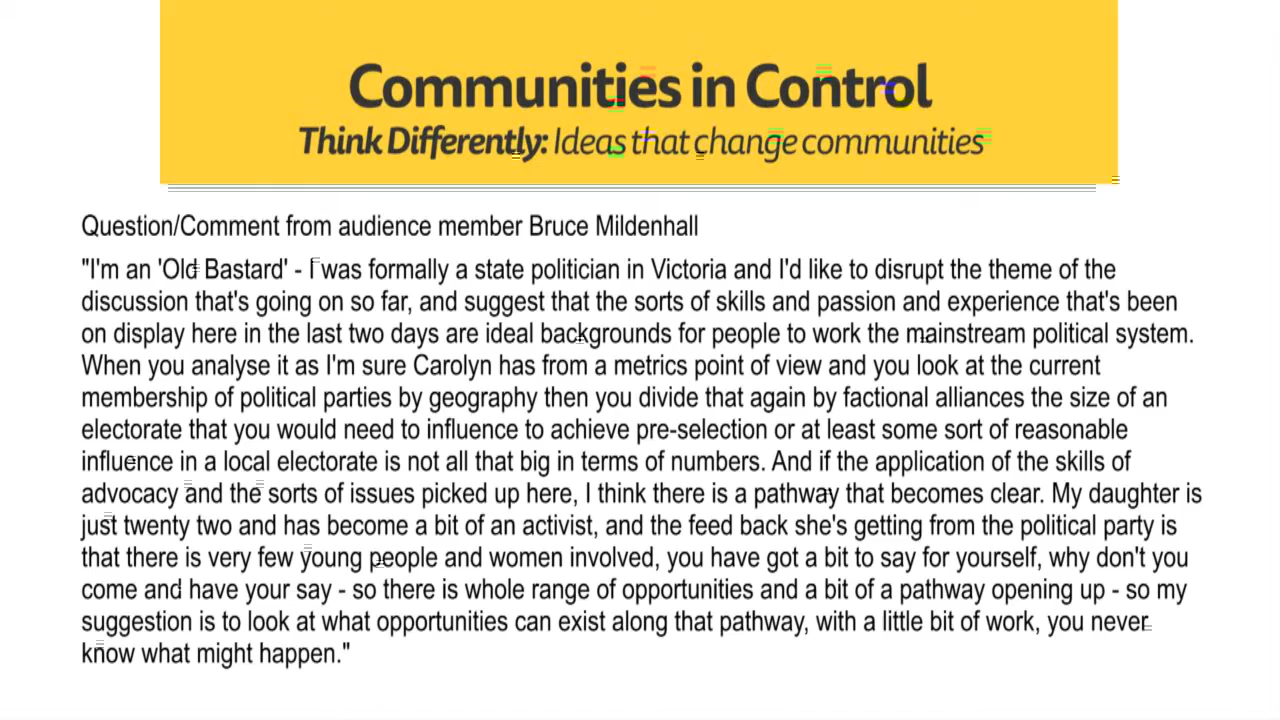 Communities in Control
Think Differently: Ideas that change communities
Question/Comment from audience member Bruce Mildenhall
"I'm an 'Old Bastard' - I was formally a state politician in Victoria and I'd like to disrupt the theme of the
discussion that's going on so far, and suggest that the sorts of skills and passion and experience that's been
on display here in the last two days are ideal backgrounds for people to work the mainstream political system.
When you analyse it as I'm sure Carolyn has from a metrics point of view and you look at the current
membership of political parties by geography then you divide that again by factional alliances the size of an
electorate that you would need to influence to achieve pre-selection or at least some sort of reasonable
influence in a local electorate is not all that big in terms of numbers. And if the application of the skills of
advocacy and the sorts of issues picked up here, I think there is a pathway that becomes clear. My daughter is
just twenty two and has become a bit of an activist, and the feed back she's getting from the political party is
that there is very few young people and women involved, you have got a bit to say for yourself, why don't you
come and have your say - so there is whole range of opportunities and a bit of a pathway opening up - so my
suggestion is to look at what opportunities can exist along that pathway, with a little bit of work, you never
know what might happen."